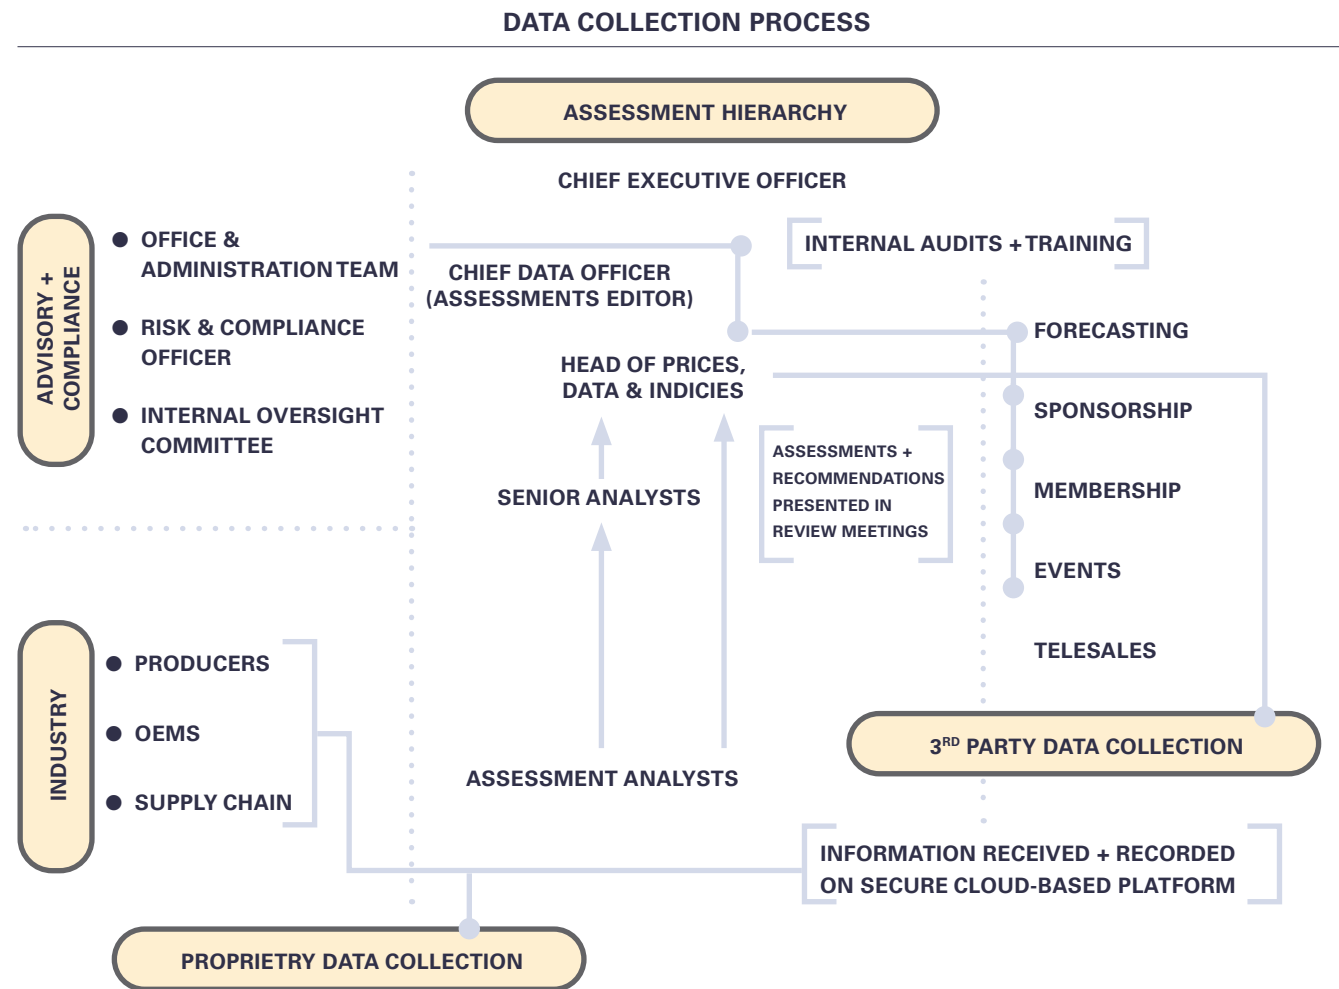 DATA COLLECTION PROCESS
ASSESSMENT HIERARCHY
CHIEF EXECUTIVE OFFICER
ADVISORY +
COMPLIANCE
OFFICE &
ADMINISTRATION TEAM
RISK & COMPLIANCE
OFFICER
INTERNAL OVERSIGHT
COMMITTEE
CHIEF DATA OFFICER
(ASSESSMENTS EDITOR)
INTERNAL AUDITS + TRAINING
HEAD OF PRICES,
DATA & INDICIES
SENIOR ANALYSTS
ASSESSMENTS +
RECOMMENDATIONS
PRESENTED IN
REVIEW MEETINGS
FORECASTING
SPONSORSHIP
MEMBERSHIP
EVENTS
TELESALES
INDUSTRY
PRODUCERS
OEMS
SUPPLY CHAIN
ASSESSMENT ANALYSTS
3RD PARTY DATA COLLECTION
INFORMATION RECEIVED + RECORDED
ON SECURE CLOUD-BASED PLATFORM
PROPRIETRY DATA COLLECTION